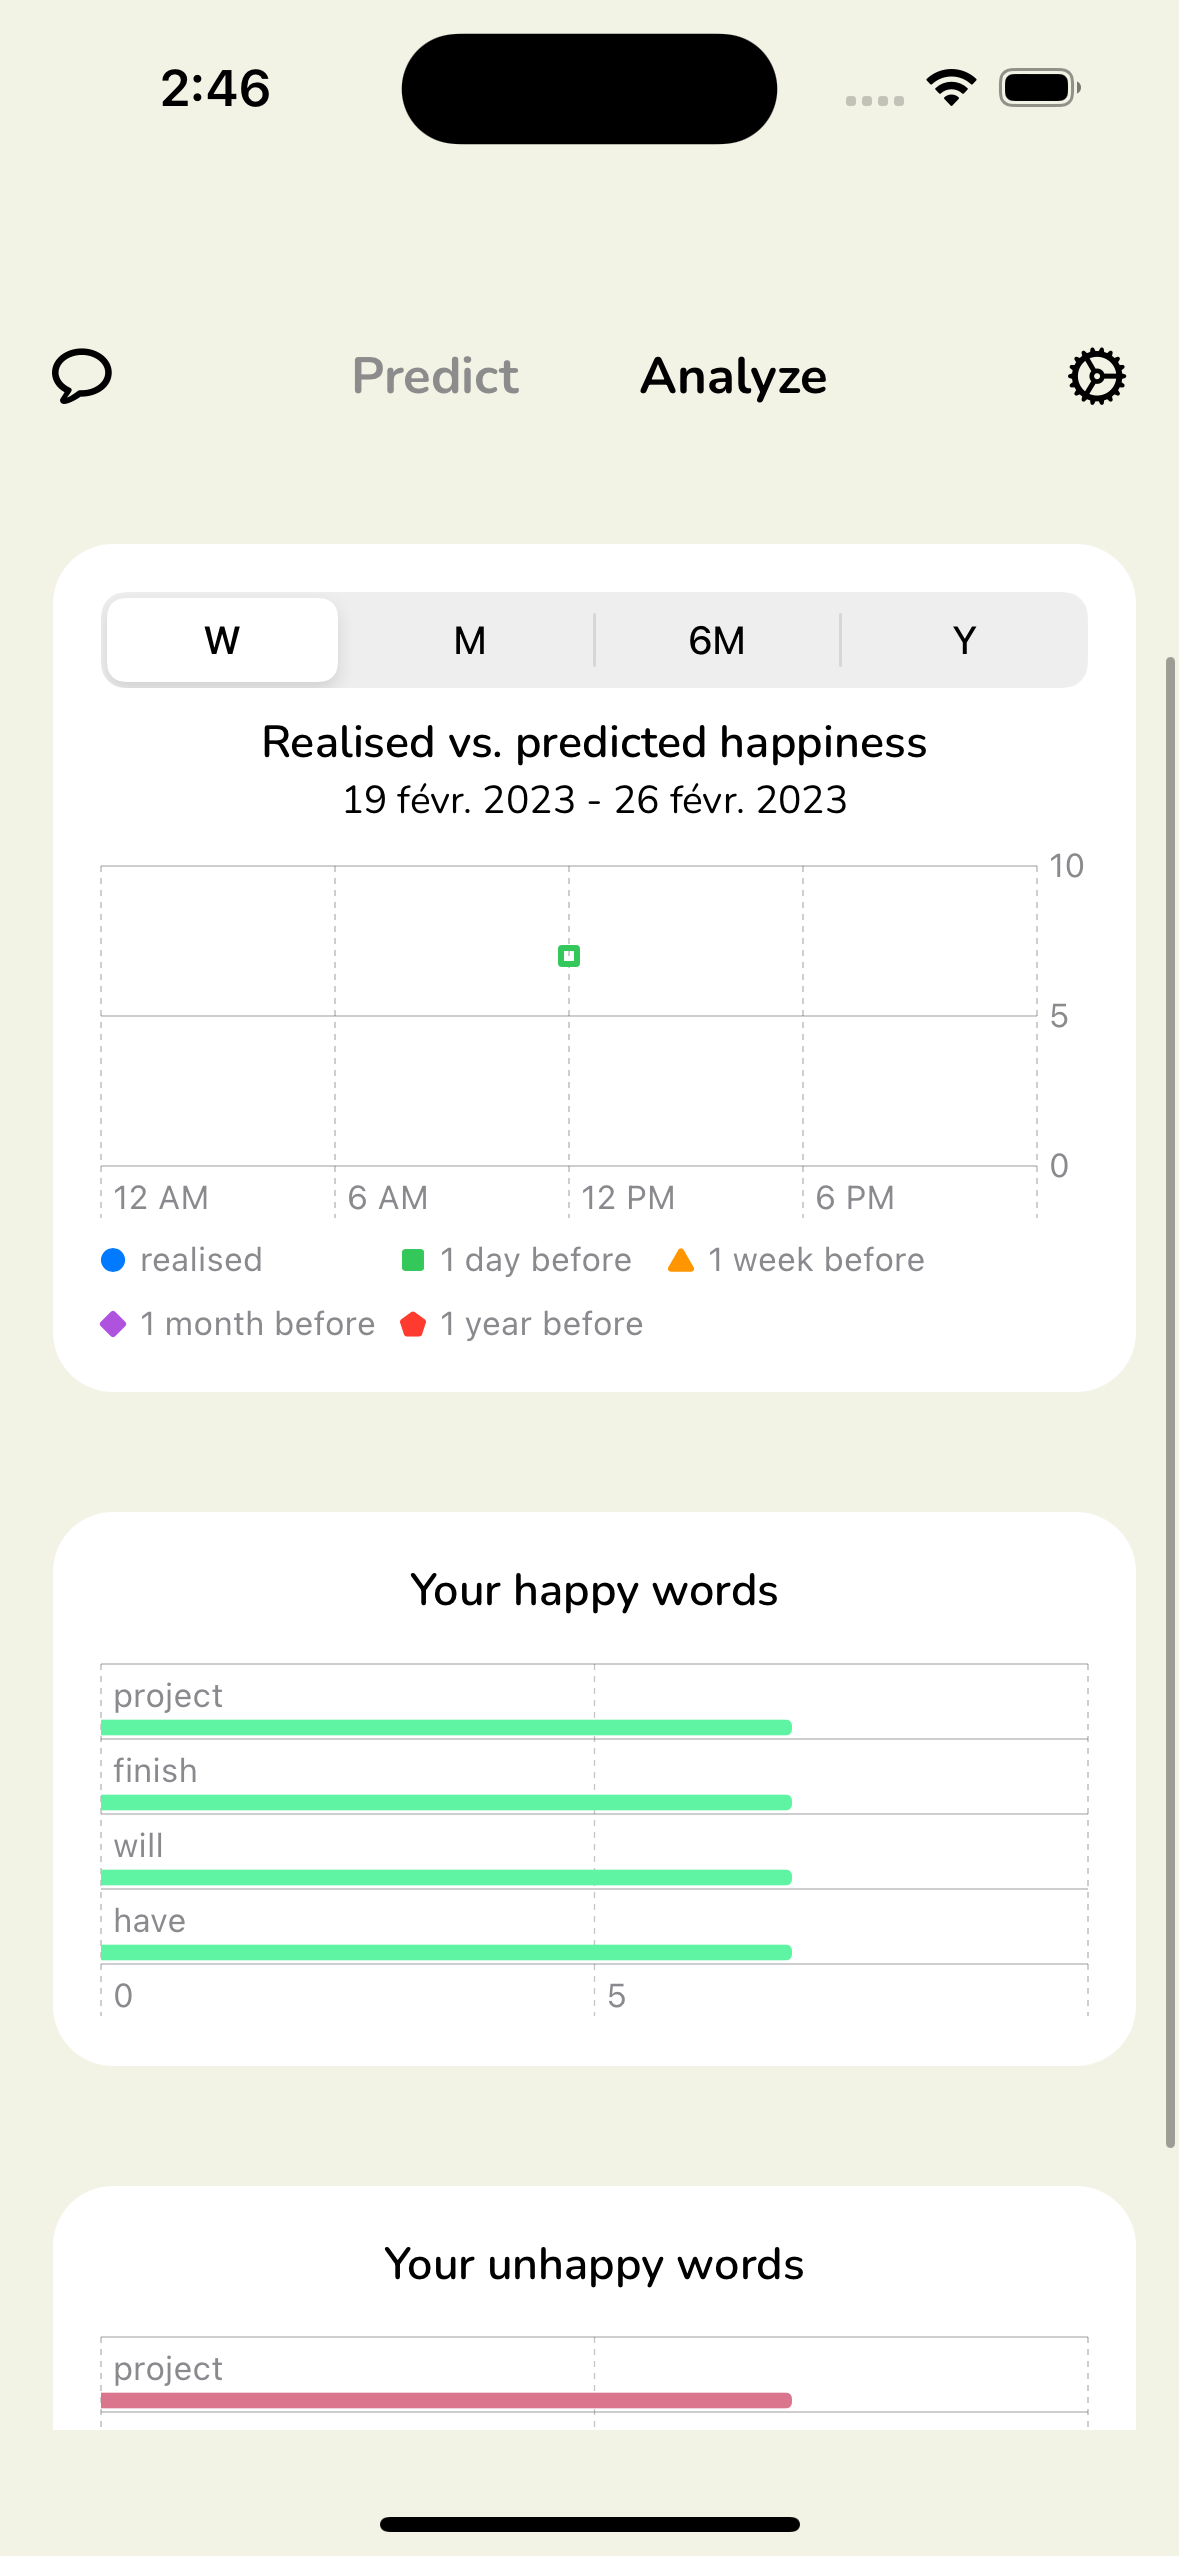 2:46
Predict Analyze
W M 6M Y
Realised vs. predicted happiness
19 févr. 2023 - 26 févr. 2023
10
5
0
12 AM 6 AM 12 PM 6 PM
realised 1 day before 1 week before
1 month before 1 year before
Your happy words
project
finish
will
have
0 5
Your unhappy words
project